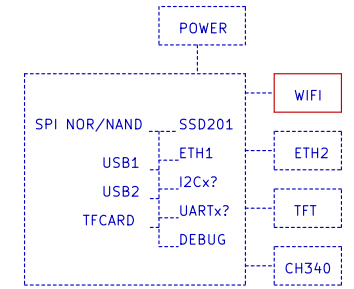 POWER
WIFI
SPI NOR/NAND
SSD201
USB1
ETH1
ETH2
USB2
I2Cx?
TFCARD
UARTx?
TFT
DEBUG
CH340